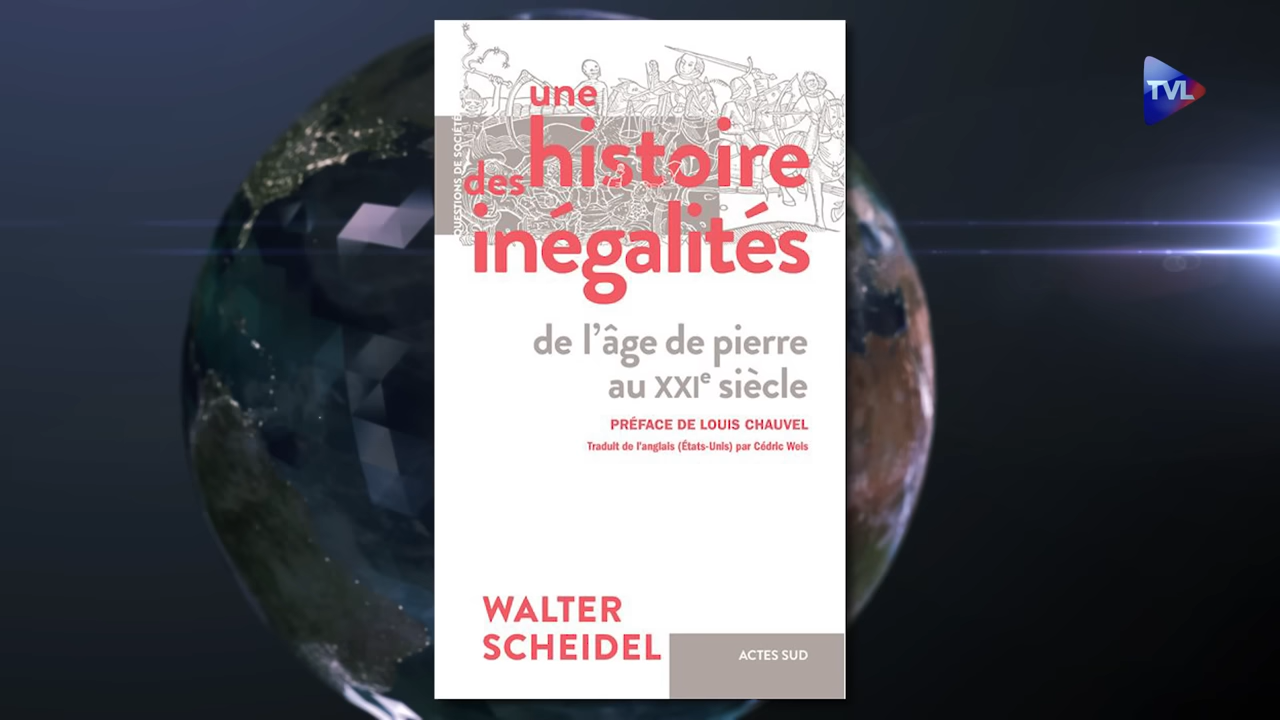 TVL
QUESTIONS DE SOCIÉTÉ
une
des histoire
inégalités
de l'âge de pierre
au XXIe siècle
PRÉFACE DE LOUIS CHAUVEL
Traduit de l'anglais (États-Unis) par Cédric Weis
WALTER
SCHEIDEL
ACTES SUD